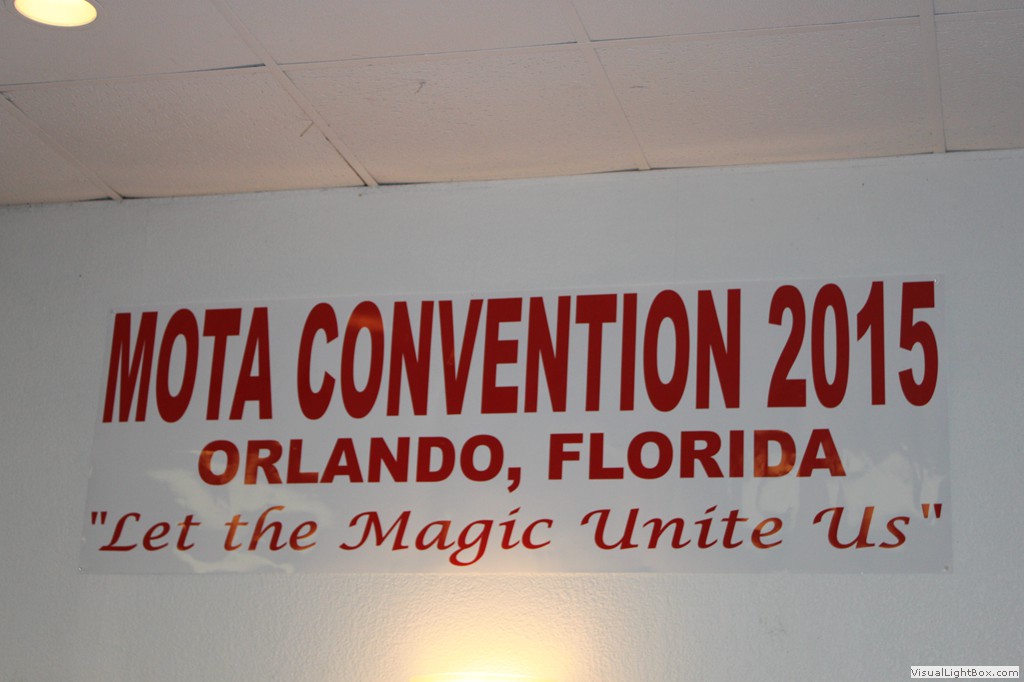 MOTA CONVENTION 2015
ORLANDO, FLORIDA
"Let the Magic Unite Us"
VisualLightBox.com